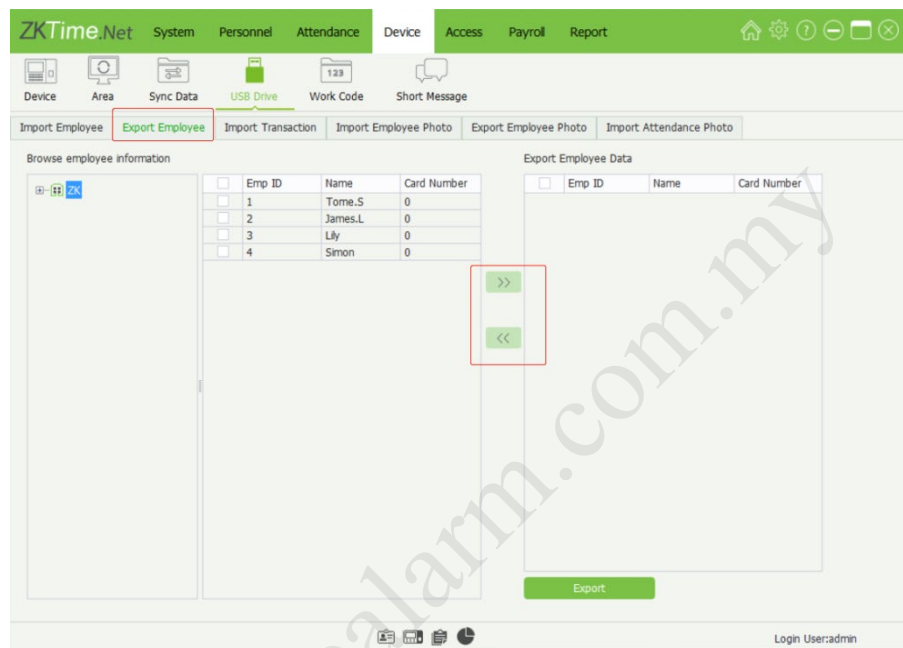 ZKTime.Net System Personnel Attendance Device Access Payroll Report
Device Area Sync Data USB Drive Work Code Short Message
123
Import Employee Export Employee Import Transaction Import Employee Photo Export Employee Photo Import Attendance Photo
Browse employee information Export Employee Data
ZK
Emp ID Name Card Number Emp ID Name Card Number
1 Tome.S 0
2 James.L 0
3 Lily 0
4 Simon 0
>>
<<
Export
Login User:admin
alarm.com.my